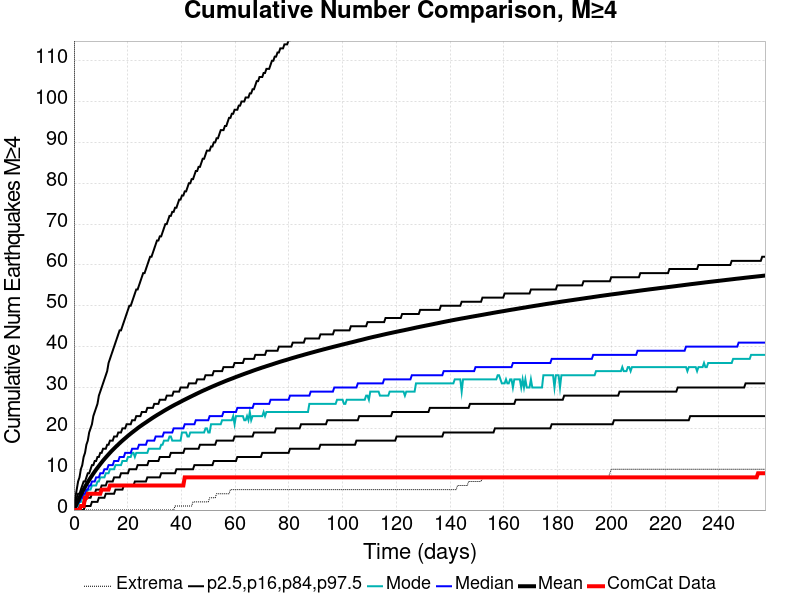 Cumulative Number Comparison, M≥4
Cumulative Num Earthquakes M≥4
110
100
90
80
70
60
50
40
30
20
10
0
0 20 40 60 80 100 120 140 160 180 200 220 240
Time (days)
Extrema p2.5,p16,p84,p97.5 Mode Median Mean ComCat Data